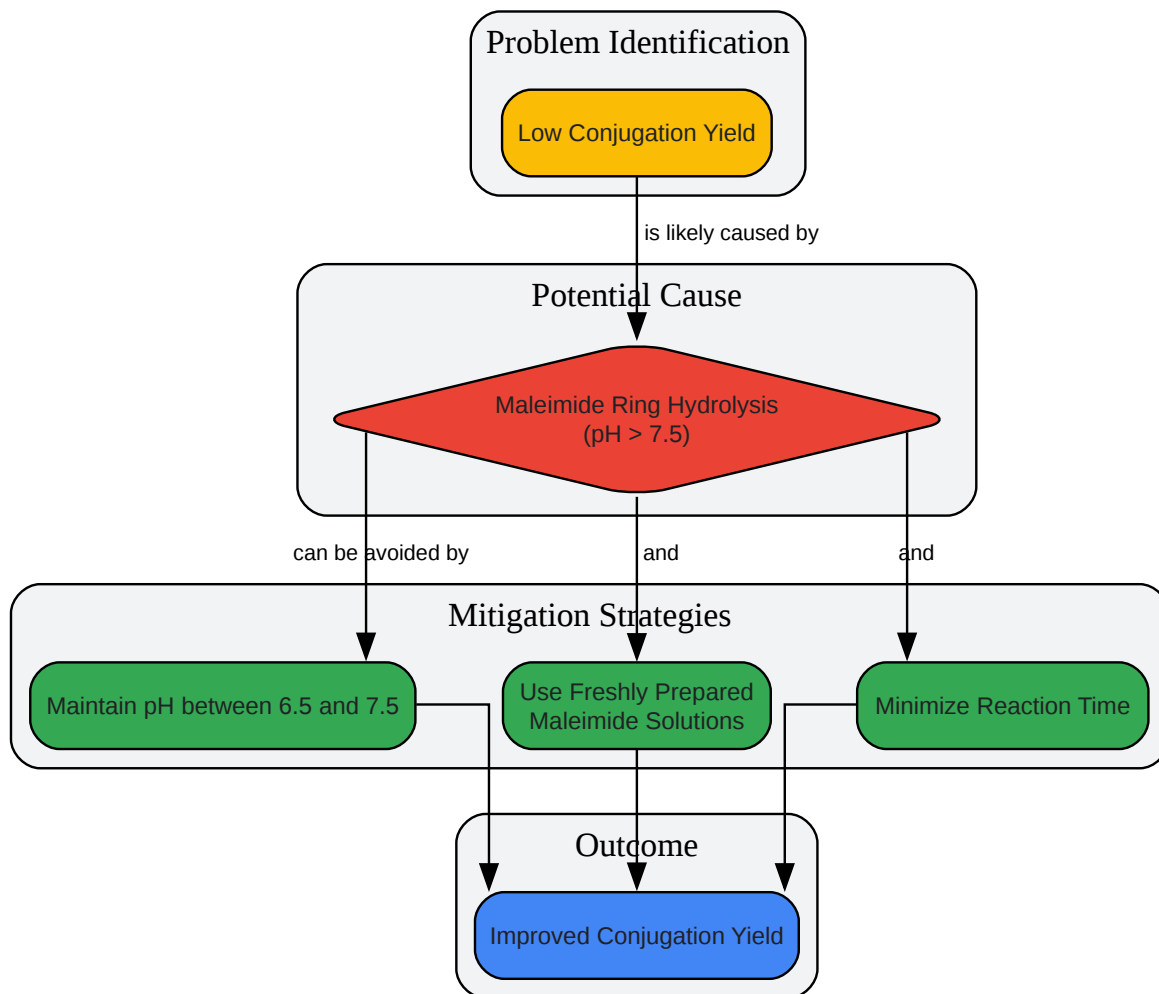 Problem Identification
Low Conjugation Yield
is likely caused by
Potential Cause
Maleimide Ring Hydrolysis
(pH > 7.5)
can be avoided by
and
and
Mitigation Strategies
Maintain pH between 6.5 and 7.5
Use Freshly Prepared
Maleimide Solutions
Minimize Reaction Time
Outcome
Improved Conjugation Yield